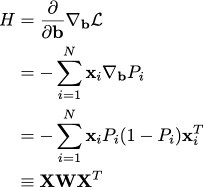 H = ∂/∂𝐛 ∇_𝐛 ℒ
= − ∑_{i=1}^{N} 𝐱_i ∇_𝐛 P_i
= − ∑_{i=1}^{N} 𝐱_i P_i (1 − P_i) 𝐱_i^T
≡ 𝐗𝐖𝐗^T